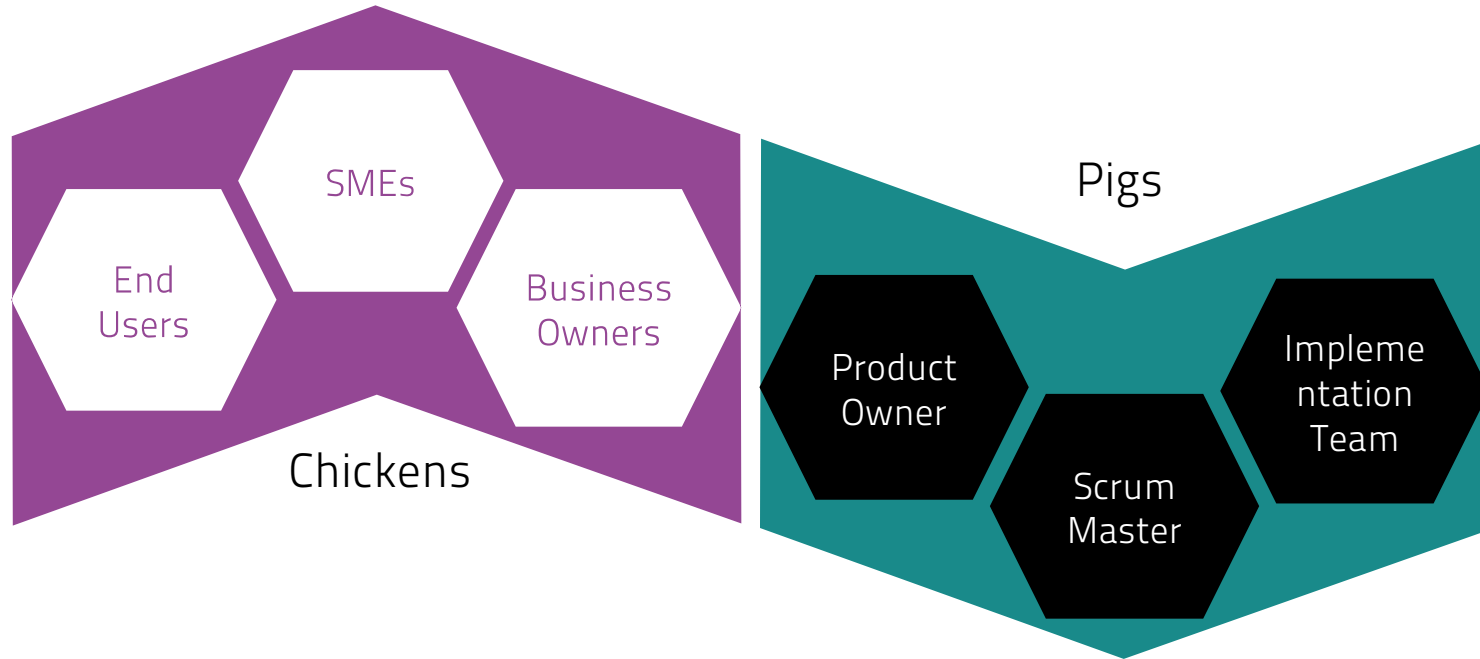 SMEs
End
Users
Business
Owners
Chickens
Pigs
Product
Owner
Impleme
ntation
Team
Scrum
Master